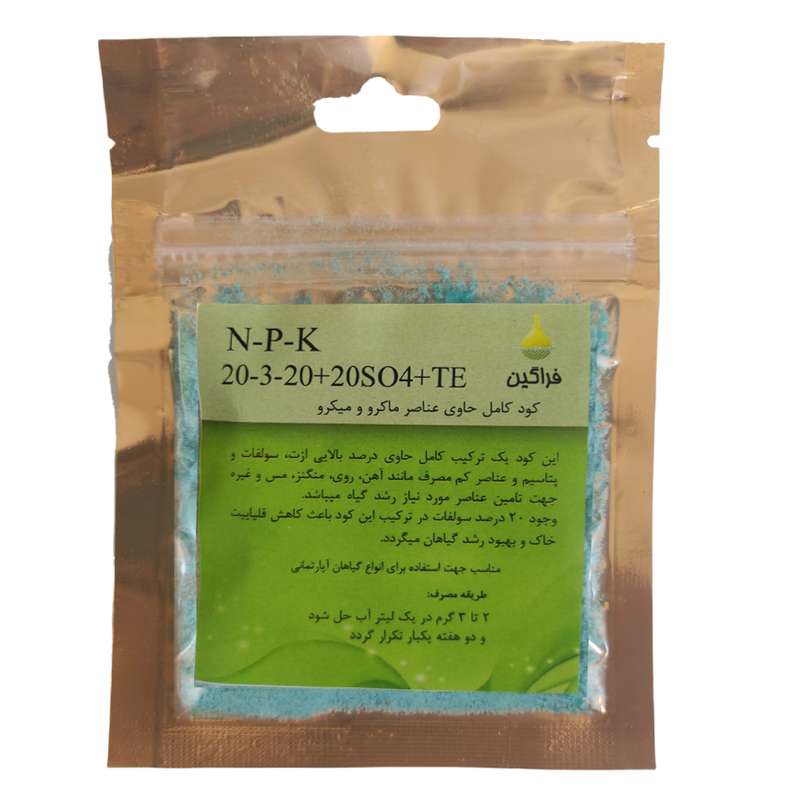 N-P-K
20-3-20+20SO4+TE
فراگین
کود کامل حاوی عناصر ماکرو و میکرو
این کود یک ترکیب کامل حاوی درصد بالایی ازت، سولفات و
پتاسیم و عناصر کم مصرف مانند آهن، روی، منگنز، مس و غیره
جهت تامین عناصر مورد نیاز رشد گیاه میباشد.
وجود ۲۰ درصد سولفات در ترکیب این کود باعث کاهش قلیاییت
خاک و بهبود رشد گیاهان میگردد.
مناسب جهت استفاده برای انواع گیاهان آپارتمانی
طریقه مصرف:
۲ تا ۳ گرم در یک لیتر آب حل شود
و دو هفته یکبار تکرار گردد